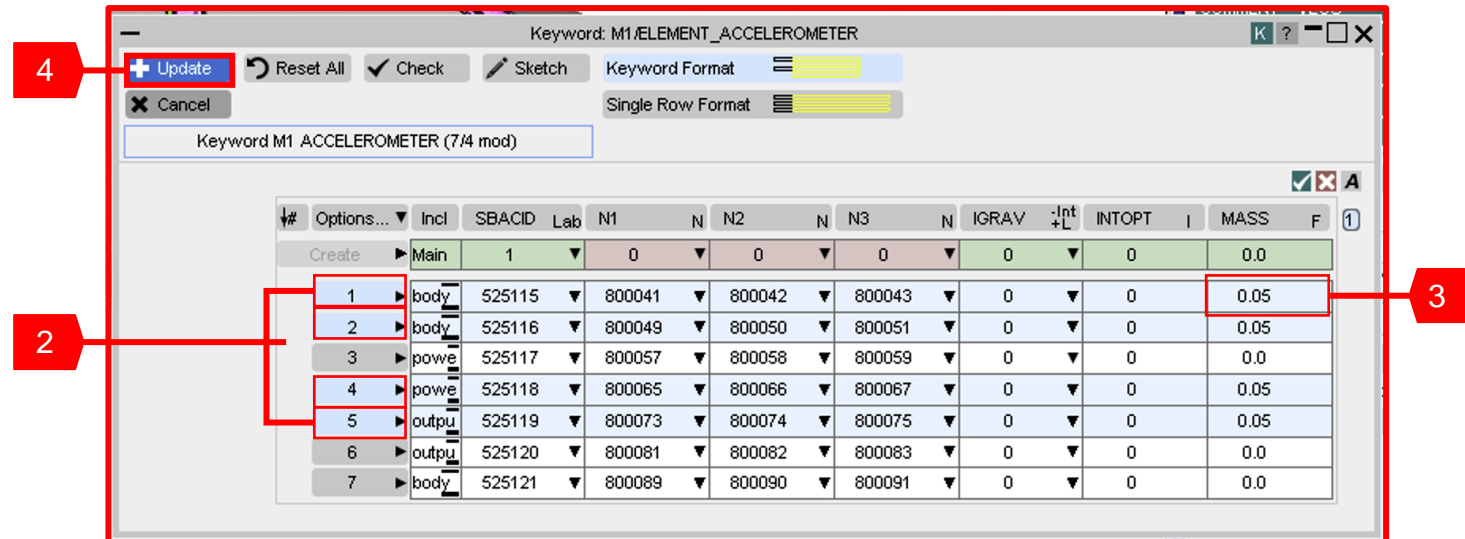 Keyword: M1/ELEMENT_ACCELEROMETER K ?
4 Update Reset All Check Sketch Keyword Format
Cancel Single Row Format
Keyword M1 ACCELEROMETER (7/4 mod)
A
# Options... Incl SBACID Lab N1 N N2 N N3 N IGRAV -Int +L INTOPT I MASS F 1
Create Main 1 0 0 0 0 0 0.0
1 body_ 525115 800041 800042 800043 0 0 0.05 3
2 body_ 525116 800049 800050 800051 0 0 0.05
2
3 powe 525117 800057 800058 800059 0 0 0.0
4 powe 525118 800065 800066 800067 0 0 0.05
5 outpu 525119 800073 800074 800075 0 0 0.05
6 outpu 525120 800081 800082 800083 0 0 0.0
7 body_ 525121 800089 800090 800091 0 0 0.0